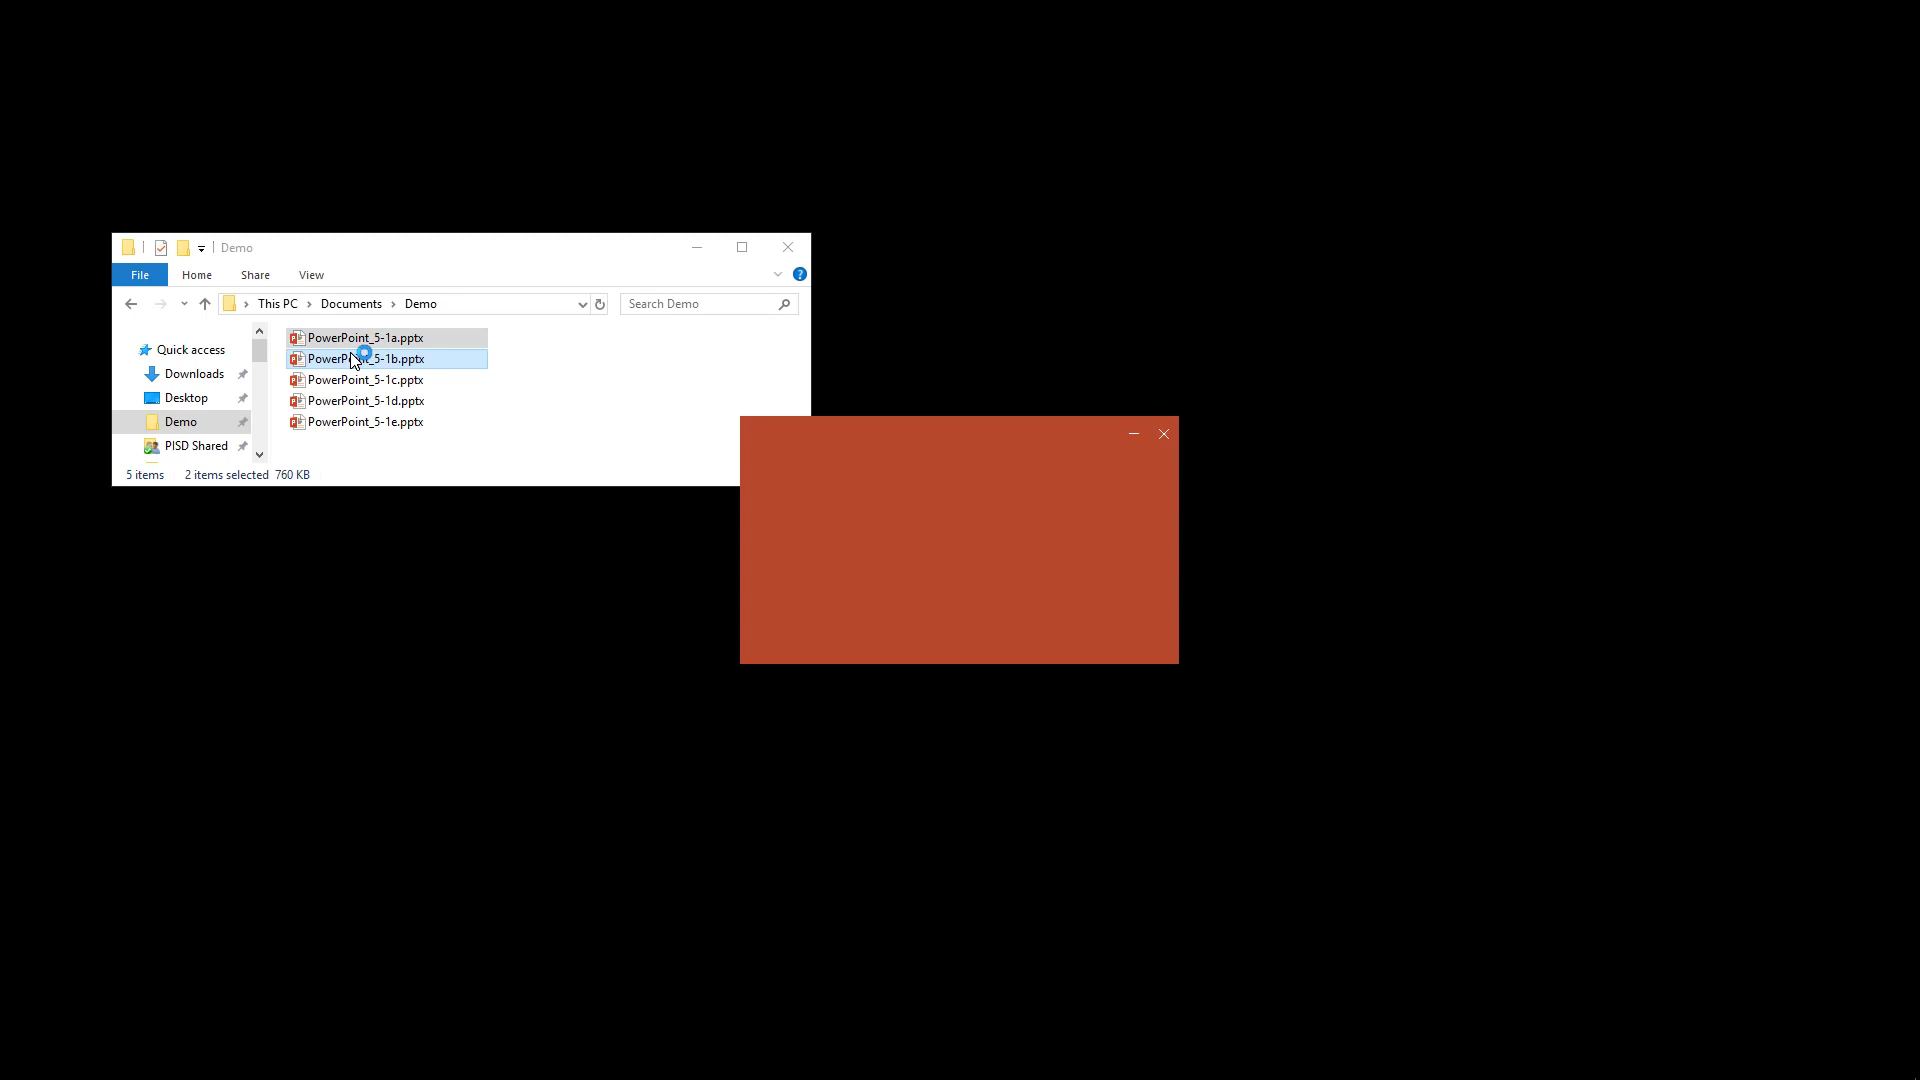 Demo
File Home Share View
This PC Documents Demo Search Demo
Quick access
Downloads
Desktop
Demo
PISD Shared
PowerPoint_5-1a.pptx
PowerPoint_5-1b.pptx
PowerPoint_5-1c.pptx
PowerPoint_5-1d.pptx
PowerPoint_5-1e.pptx
5 items 2 items selected 760 KB